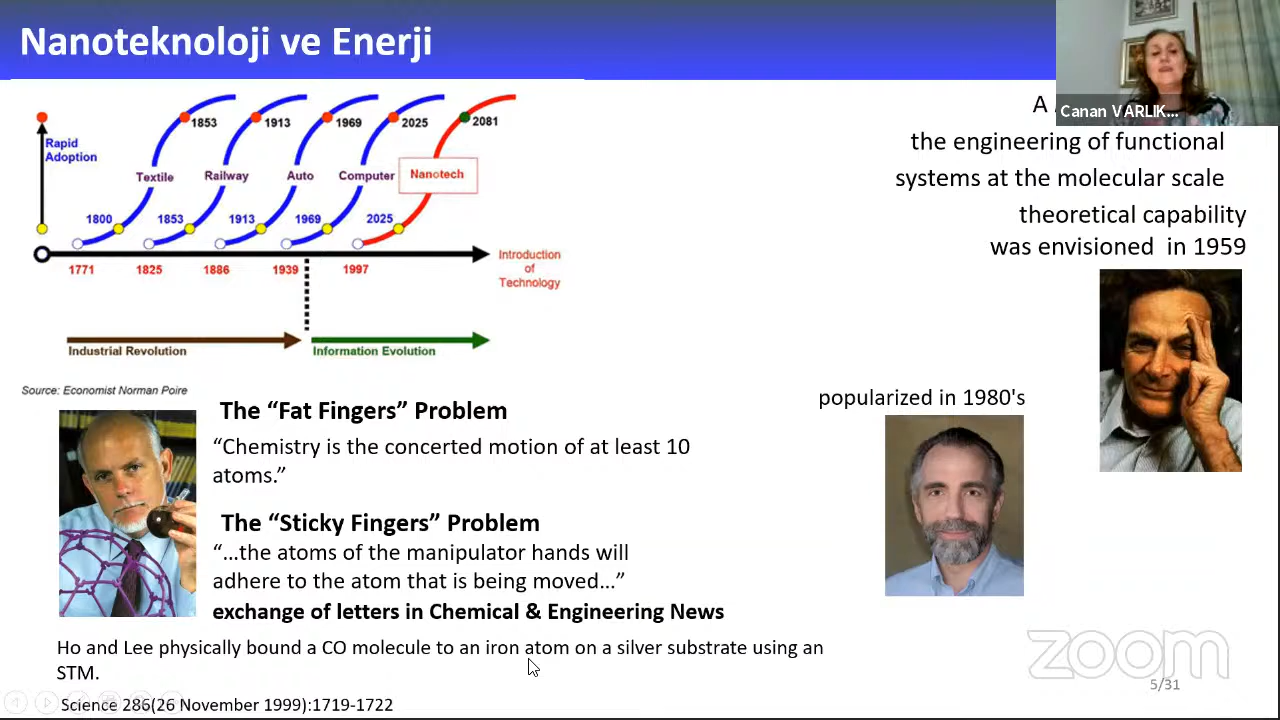 Nanoteknoloji ve Enerji
Canan VARLIK...
A
the engineering of functional
systems at the molecular scale
theoretical capability
was envisioned in 1959
1853
1913
1969
2025
2081
Rapid
Adoption
Textile
Railway
Auto
Computer
Nanotech
1800
1853
1913
1969
2025
1771
1825
1886
1939
1997
Introduction
of
Technology
Industrial Revolution
Information Evolution
Source: Economist Norman Poire
popularized in 1980's
The “Fat Fingers” Problem
“Chemistry is the concerted motion of at least 10
atoms.”
The “Sticky Fingers” Problem
“...the atoms of the manipulator hands will
adhere to the atom that is being moved...”
exchange of letters in Chemical & Engineering News
Ho and Lee physically bound a CO molecule to an iron atom on a silver substrate using an
STM.
Science 286(26 November 1999):1719-1722
zoom
5/31